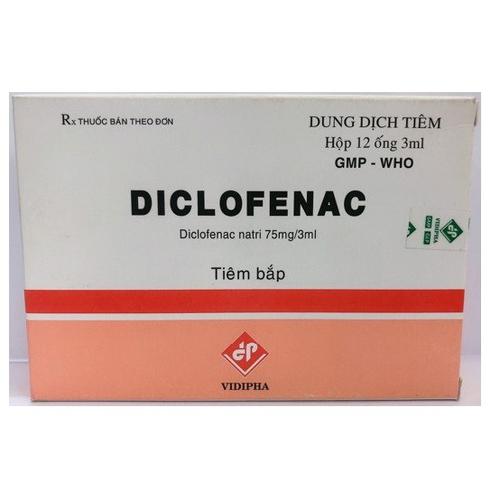 Rx THUỐC BÁN THEO ĐƠN
DUNG DỊCH TIÊM
Hộp 12 ống 3ml
GMP - WHO
DICLOFENAC
Diclofenac natri 75mg/3ml
Tiêm bắp
VIDIPHA
VIDIPHA